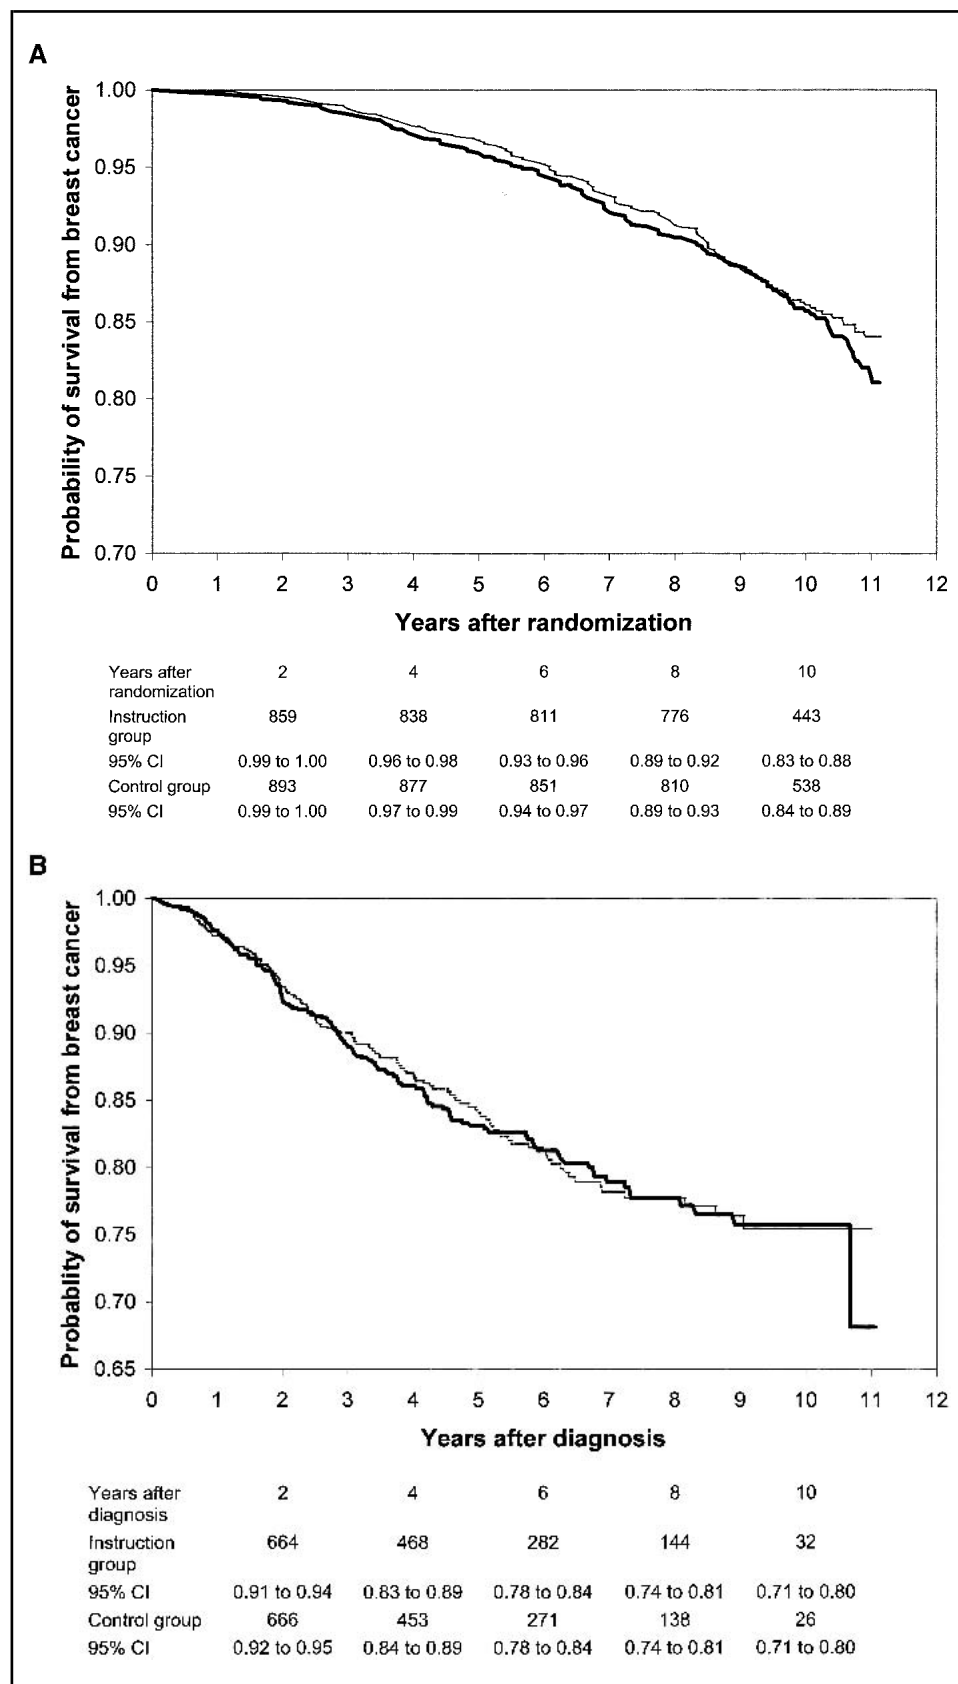 A
Probability of survival from breast cancer
1.00
0.95
0.90
0.85
0.80
0.75
0.70
0 1 2 3 4 5 6 7 8 9 10 11 12
Years after randomization
Years after randomization 2 4 6 8 10
Instruction group 859 838 811 776 443
95% CI 0.99 to 1.00 0.96 to 0.98 0.93 to 0.96 0.89 to 0.92 0.83 to 0.88
Control group 893 877 851 810 538
95% CI 0.99 to 1.00 0.97 to 0.99 0.94 to 0.97 0.89 to 0.93 0.84 to 0.89
B
Probablity of survival from breast cancer
1.00
0.95
0.90
0.85
0.80
0.75
0.70
0.65
0 1 2 3 4 5 6 7 8 9 10 11 12
Years after diagnosis
Years after diagnosis 2 4 6 8 10
Instruction group 664 468 282 144 32
95% CI 0.91 to 0.94 0.83 to 0.89 0.78 to 0.84 0.74 to 0.81 0.71 to 0.80
Control group 666 453 271 138 26
95% CI 0.92 to 0.95 0.84 to 0.89 0.78 to 0.84 0.74 to 0.81 0.71 to 0.80